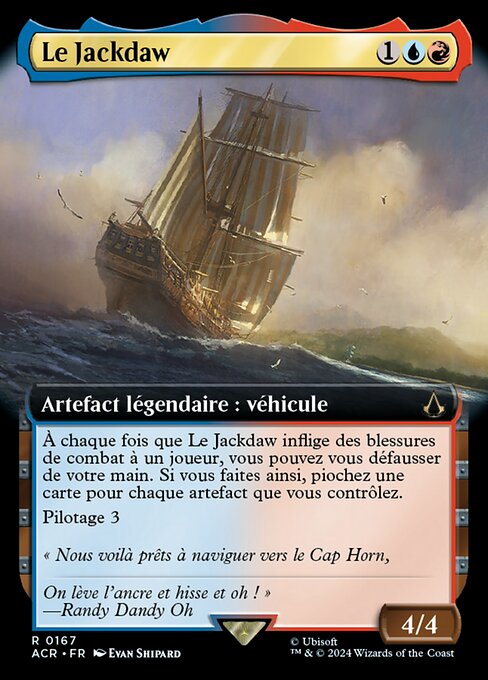 Le Jackdaw
1
Artefact légendaire : véhicule
À chaque fois que Le Jackdaw inflige des blessures
de combat à un joueur, vous pouvez vous défausser
de votre main. Si vous faites ainsi, piochez une
carte pour chaque artefact que vous contrôlez.
Pilotage 3
« Nous voilà prêts à naviguer vers le Cap Horn,
On lève l'ancre et hisse et oh ! »
—Randy Dandy Oh
4/4
R 0167
ACR • FR Evan Shipard
© Ubisoft
™ & © 2024 Wizards of the Coast